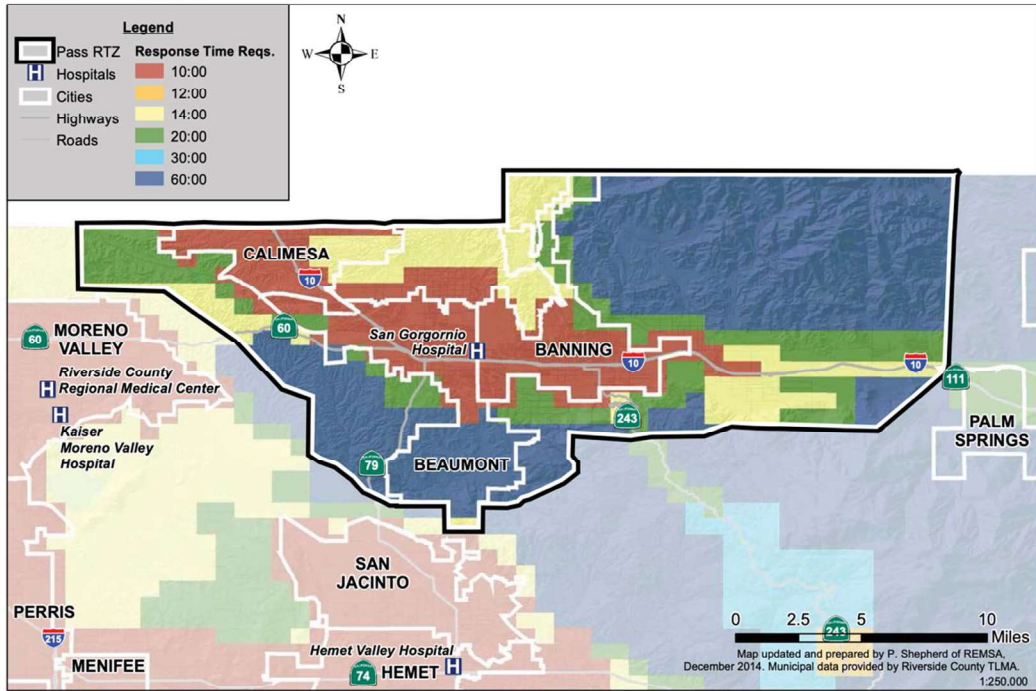 Legend
Pass RTZ
Hospitals
Cities
Highways
Roads
Response Time Reqs.
10:00
12:00
14:00
20:00
30:00
60:00
N
W
E
S
CALIMESA
10
60
MORENO
VALLEY
60
Riverside County
Regional Medical Center
Kaiser
Moreno Valley
Hospital
San Gorgornio
Hospital
BANNING
10
10
111
PALM
SPRINGS
243
BEAUMONT
79
SAN
JACINTO
PERRIS
215
MENIFEE
Hemet Valley Hospital
74
HEMET
243
0 2.5 5 10
Miles
Map updated and prepared by P. Shepherd of REMSA,
December 2014. Municipal data provided by Riverside County TLMA.
1:250,000